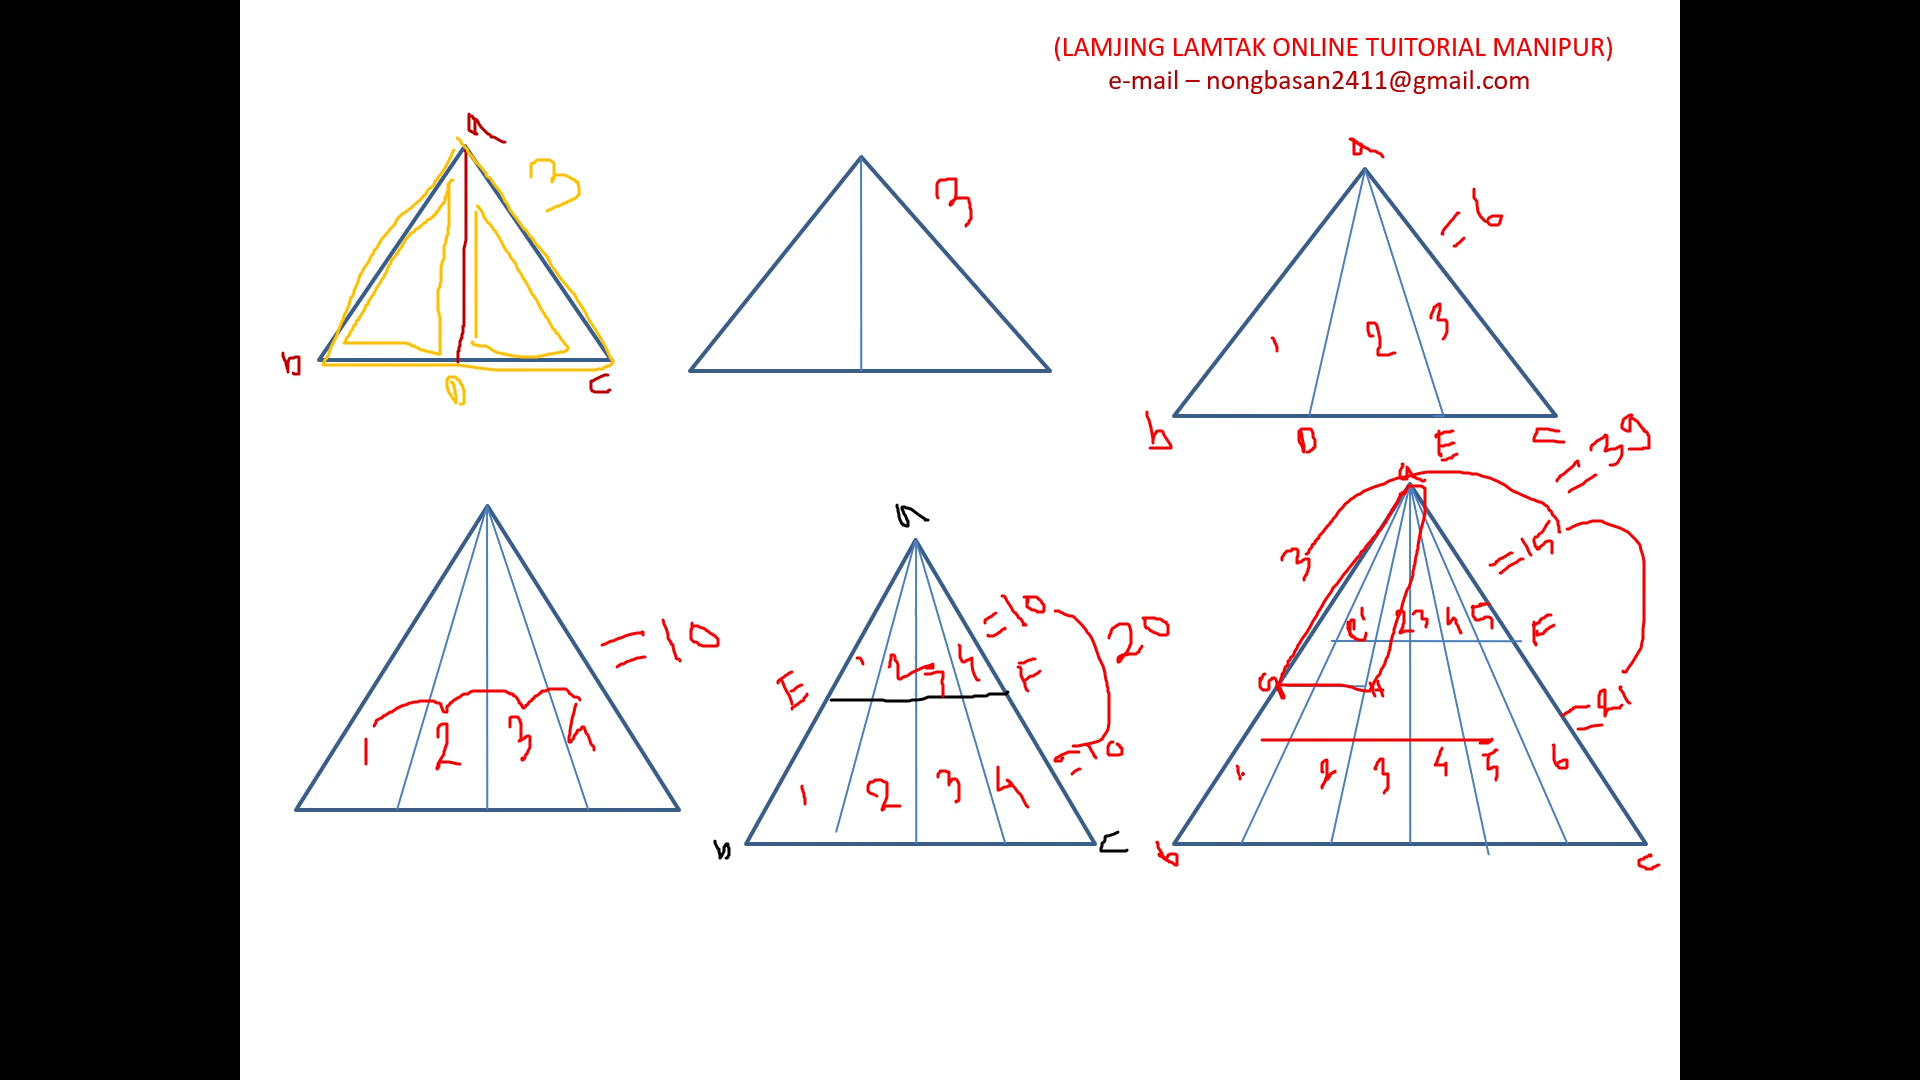 (LAMJING LAMTAK ONLINE TUITORIAL MANIPUR)
e-mail – nongbasan2411@gmail.com
A
3
B
D
C
3
A
= 6
1 2 3
b
D
E
C
= 10
1 2 3 4
A
= 10
20
E
1 2 3 4
F
= 10
1 2 3 4
B
C
= 39
A
3
= 15
2 3 4 5
F
G
H
= 21
1 2 3 4 5 6
b
C